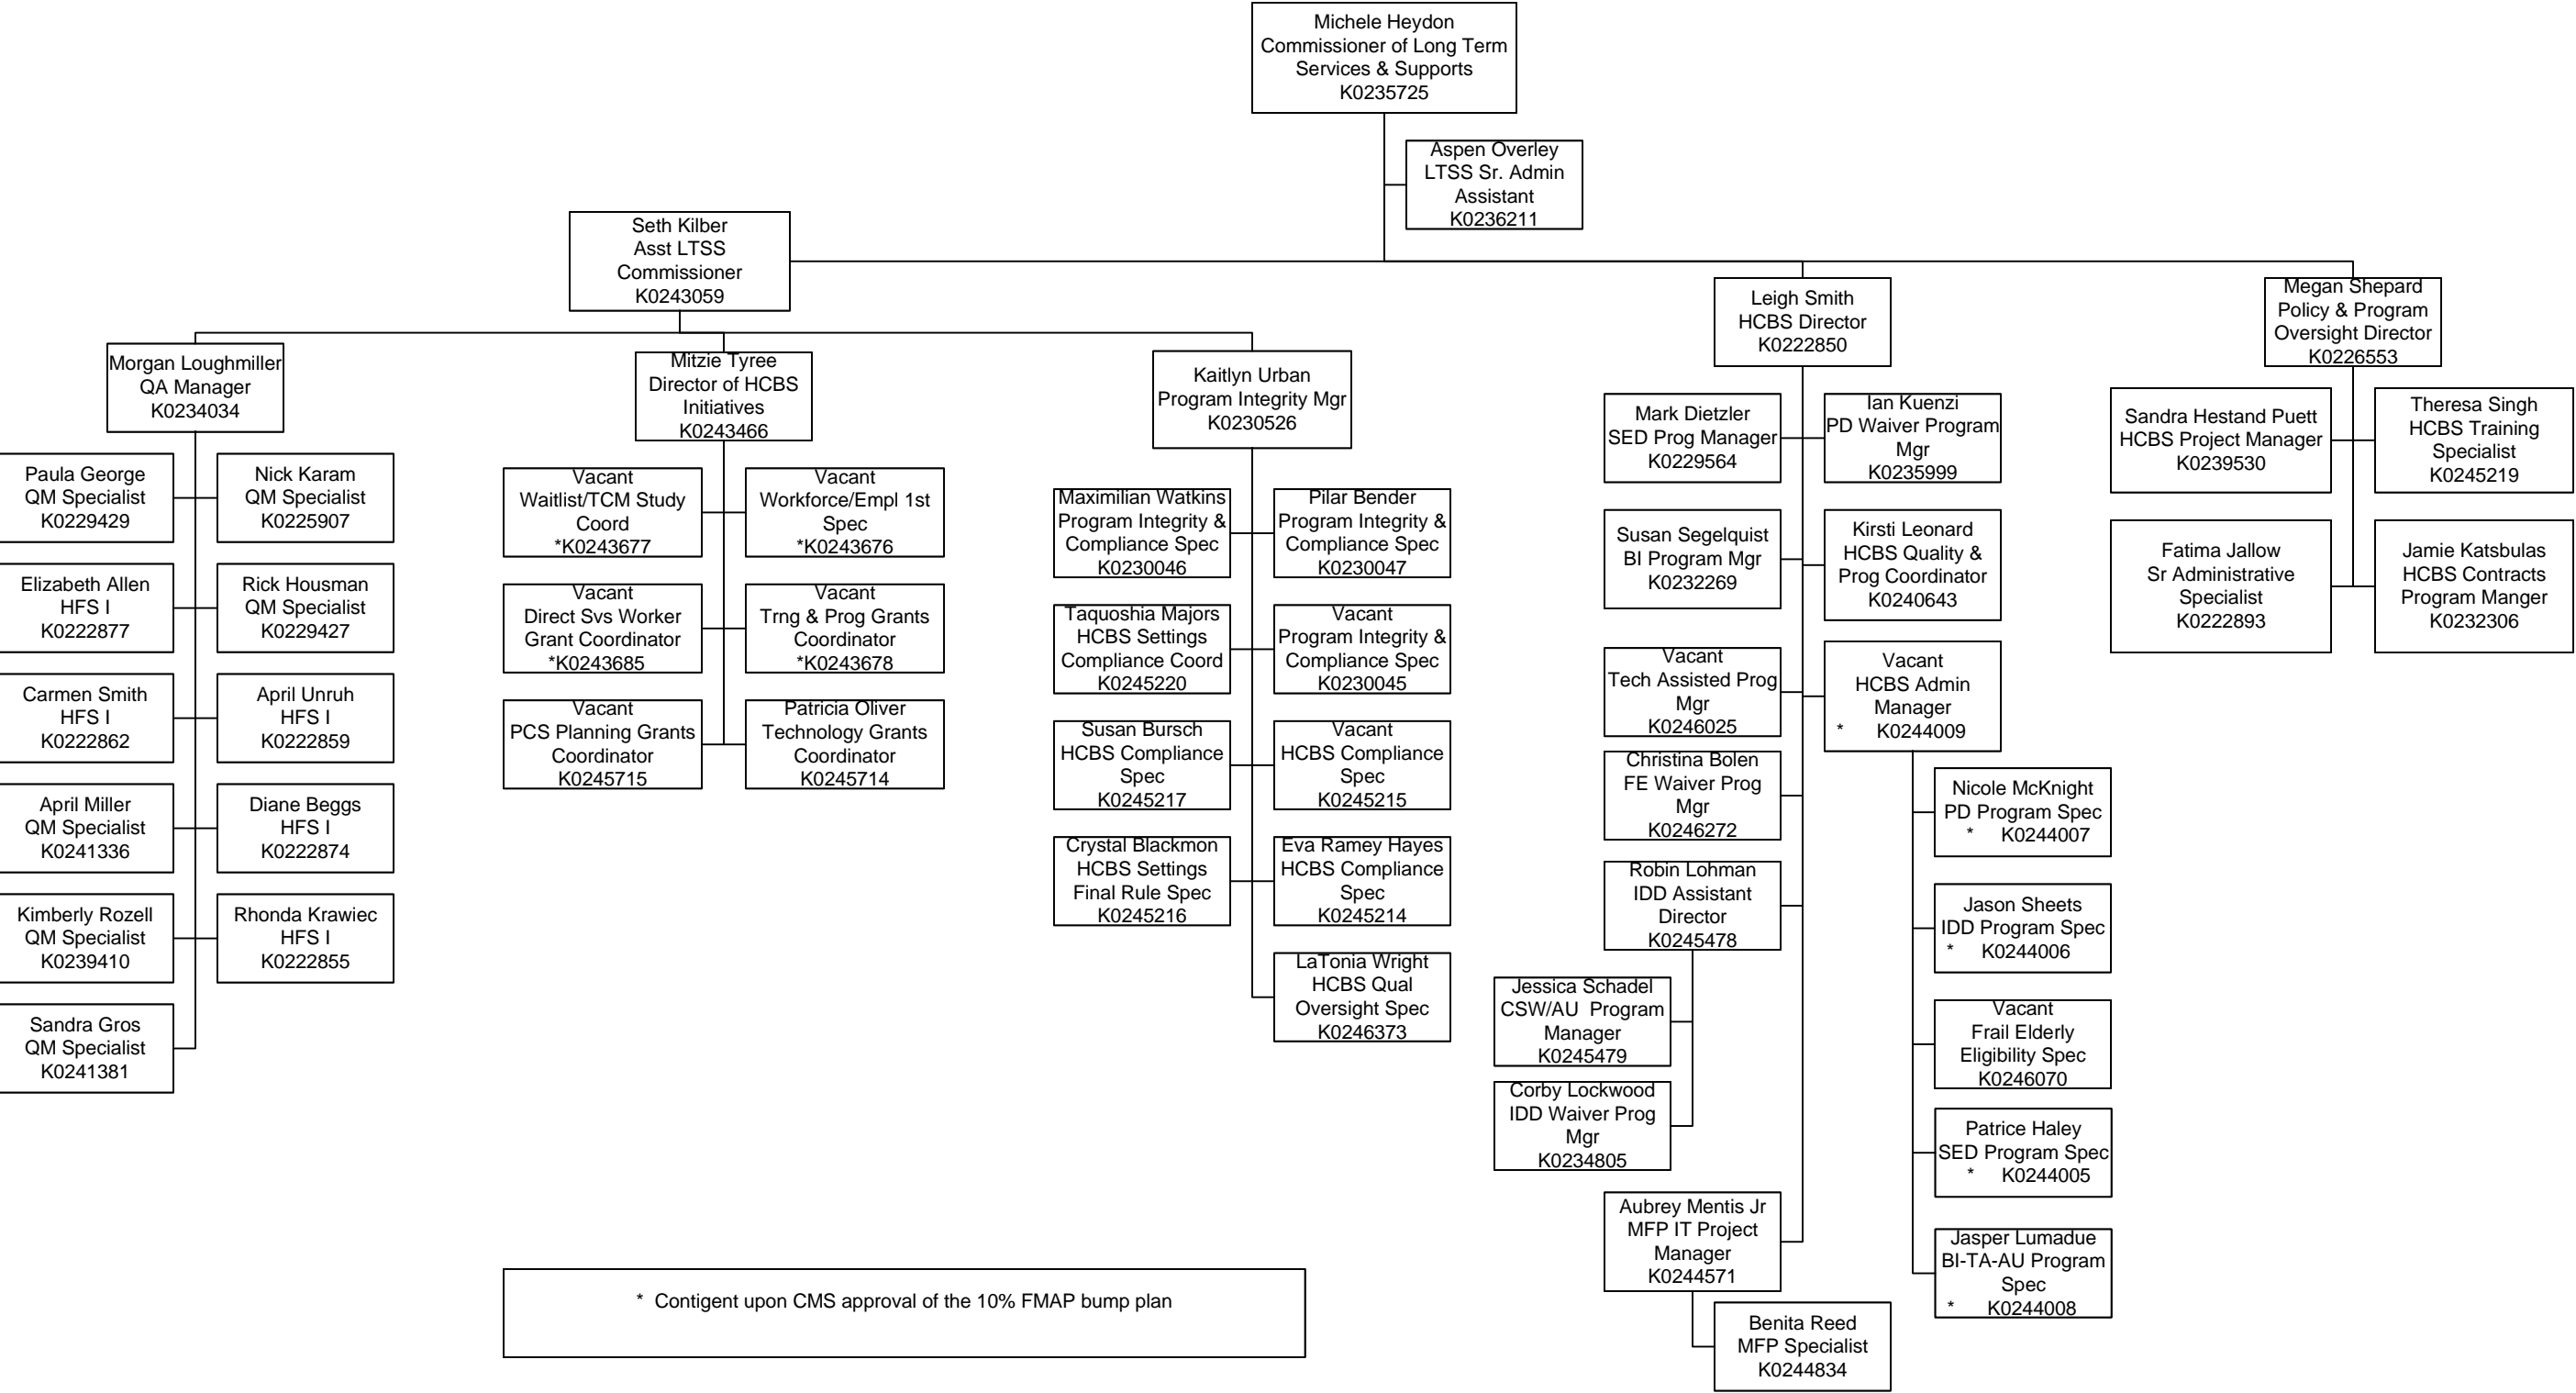 Michele Heydon
Commissioner of Long Term
Services & Supports
K0235725
Aspen Overley
LTSS Sr. Admin
Assistant
K0236211
Seth Kilber
Asst LTSS
Commissioner
K0243059
Morgan Loughmiller
QA Manager
K0234034
Paula George
QM Specialist
K0229429
Nick Karam
QM Specialist
K0225907
Elizabeth Allen
HFS I
K0222877
Rick Housman
QM Specialist
K0229427
Carmen Smith
HFS I
K0222862
April Unruh
HFS I
K0222859
April Miller
QM Specialist
K0241336
Diane Beggs
HFS I
K0222874
Kimberly Rozell
QM Specialist
K0239410
Rhonda Krawiec
HFS I
K0222855
Sandra Gros
QM Specialist
K0241381
Mitzie Tyree
Director of HCBS
Initiatives
K0243466
Vacant
Waitlist/TCM Study
Coord
*K0243677
Vacant
Workforce/Empl 1st
Spec
*K0243676
Vacant
Direct Svs Worker
Grant Coordinator
*K0243685
Vacant
Trng & Prog Grants
Coordinator
*K0243678
Vacant
PCS Planning Grants
Coordinator
K0245715
Patricia Oliver
Technology Grants
Coordinator
K0245714
Kaitlyn Urban
Program Integrity Mgr
K0230526
Maximilian Watkins
Program Integrity &
Compliance Spec
K0230046
Pilar Bender
Program Integrity &
Compliance Spec
K0230047
Taquoshia Majors
HCBS Settings
Compliance Coord
K0245220
Vacant
Program Integrity &
Compliance Spec
K0230045
Susan Bursch
HCBS Compliance
Spec
K0245217
Vacant
HCBS Compliance
Spec
K0245215
Crystal Blackmon
HCBS Settings
Final Rule Spec
K0245216
Eva Ramey Hayes
HCBS Compliance
Spec
K0245214
LaTonia Wright
HCBS Qual
Oversight Spec
K0246373
Leigh Smith
HCBS Director
K0222850
Mark Dietzler
SED Prog Manager
K0229564
Ian Kuenzi
PD Waiver Program
Mgr
K0235999
Susan Segelquist
BI Program Mgr
K0232269
Kirsti Leonard
HCBS Quality &
Prog Coordinator
K0240643
Vacant
Tech Assisted Prog
Mgr
K0246025
Vacant
HCBS Admin
Manager
* K0244009
Christina Bolen
FE Waiver Prog
Mgr
K0246272
Robin Lohman
IDD Assistant
Director
K0245478
Jessica Schadel
CSW/AU Program
Manager
K0245479
Corby Lockwood
IDD Waiver Prog
Mgr
K0234805
Aubrey Mentis Jr
MFP IT Project
Manager
K0244571
Benita Reed
MFP Specialist
K0244834
Nicole McKnight
PD Program Spec
* K0244007
Jason Sheets
IDD Program Spec
* K0244006
Vacant
Frail Elderly
Eligibility Spec
K0246070
Patrice Haley
SED Program Spec
* K0244005
Jasper Lumadue
BI-TA-AU Program
Spec
* K0244008
Megan Shepard
Policy & Program
Oversight Director
K0226553
Sandra Hestand Puett
HCBS Project Manager
K0239530
Theresa Singh
HCBS Training
Specialist
K0245219
Fatima Jallow
Sr Administrative
Specialist
K0222893
Jamie Katsbulas
HCBS Contracts
Program Manger
K0232306
* Contigent upon CMS approval of the 10% FMAP bump plan